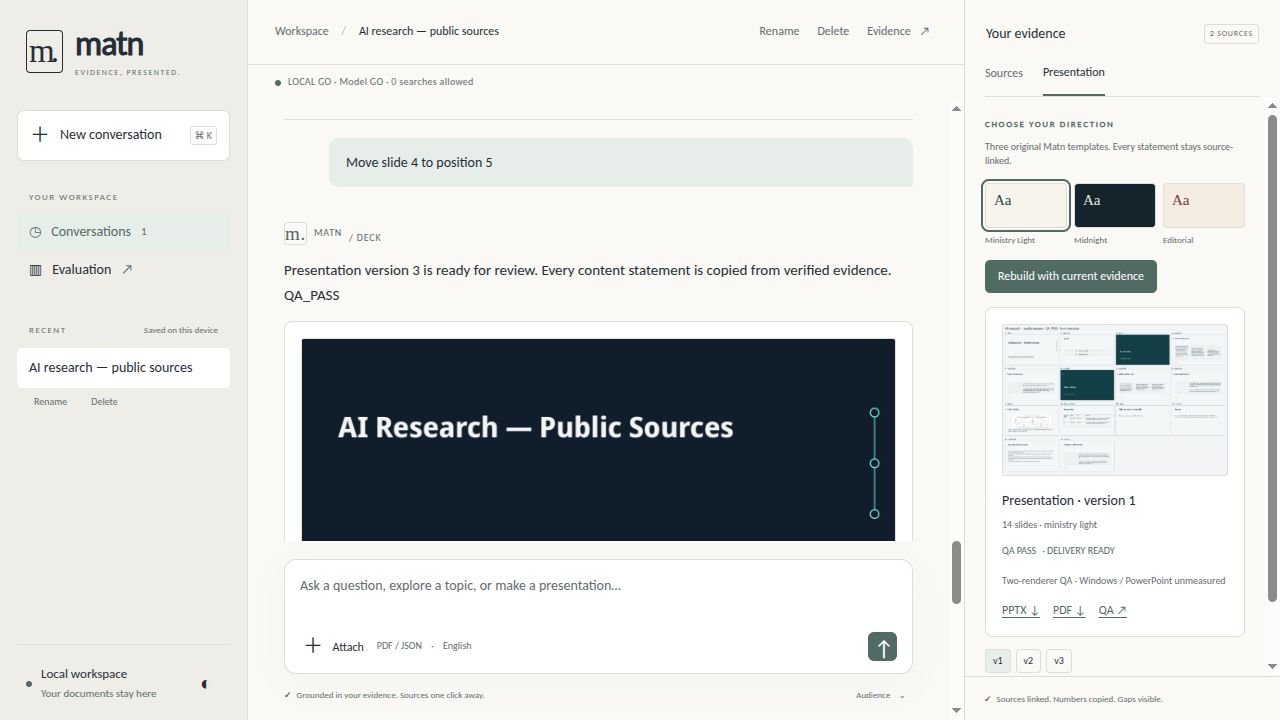 m.
matn
EVIDENCE, PRESENTED.
New conversation
⌘ K
YOUR WORKSPACE
Conversations 1
Evaluation ↗
RECENT
Saved on this device
AI research — public sources
Rename
Delete
Local workspace
Your documents stay here
Workspace / AI research — public sources
Rename
Delete
Evidence ↗
LOCAL GO · Model GO · 0 searches allowed
Move slide 4 to position 5
m. MATN / DECK
Presentation version 3 is ready for review. Every content statement is copied from verified evidence.
QA_PASS
AI Research — Public Sources
Ask a question, explore a topic, or make a presentation...
Attach PDF / JSON · English
✓ Grounded in your evidence. Sources one click away.
Audience
Your evidence
2 SOURCES
Sources
Presentation
CHOOSE YOUR DIRECTION
Three original Matn templates. Every statement stays source-
linked.
Aa
Aa
Aa
Ministry Light
Midnight
Editorial
Rebuild with current evidence
Presentation · version 1
14 slides · ministry light
QA PASS · DELIVERY READY
Two-renderer QA · Windows / PowerPoint unmeasured
PPTX ↓ PDF ↓ QA ↗
v1 v2 v3
✓ Sources linked. Numbers copied. Gaps visible.